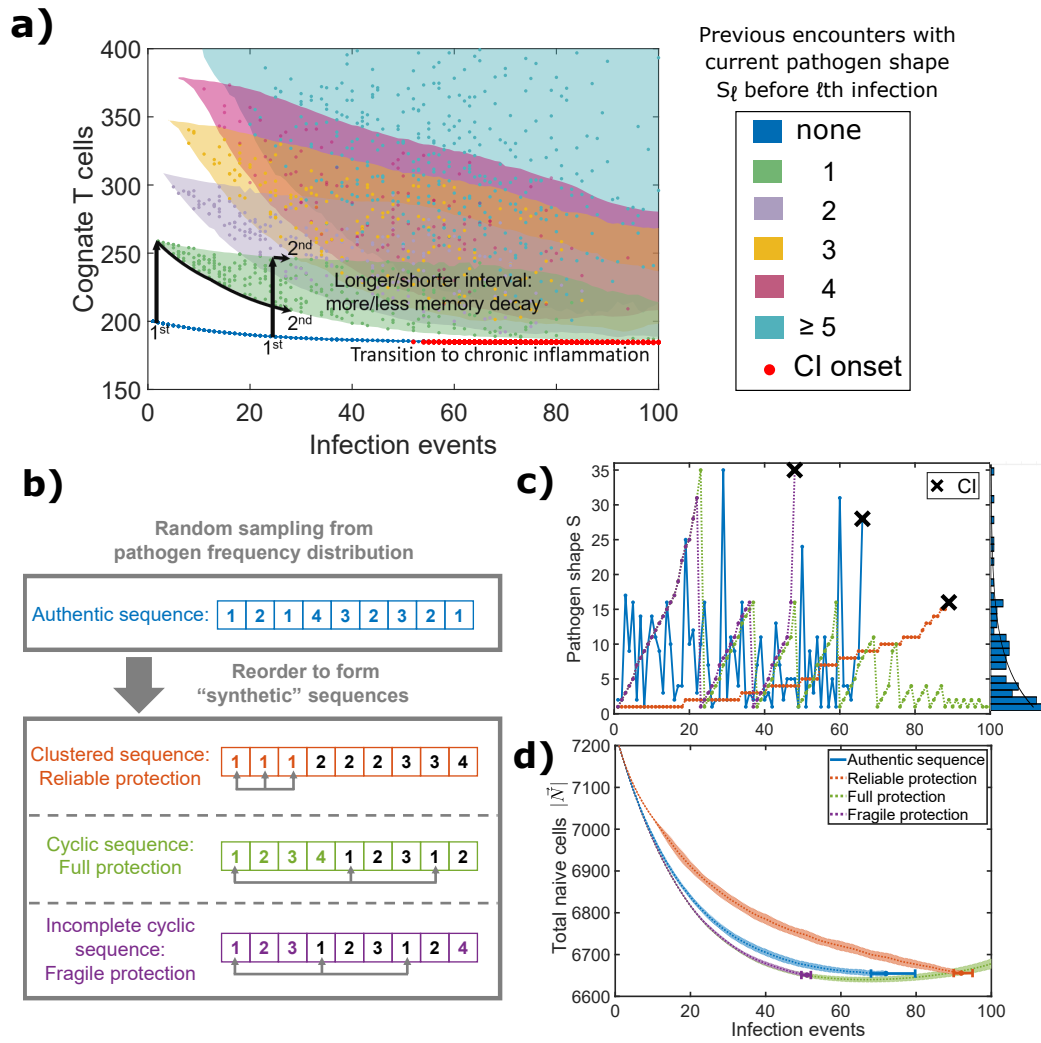 a)
400
350
300
250
200
150
Cognate T cells
2nd
2nd
1st
1st
Longer/shorter interval:
more/less memory decay
Transition to chronic inflammation
0
20
40
60
80
100
Infection events
Previous encounters with
current pathogen shape
Sℓ before ℓth infection
none
1
2
3
4
≥ 5
CI onset
b)
Random sampling from
pathogen frequency distribution
Authentic sequence: 1 2 1 4 3 2 3 2 1
Reorder to form
“synthetic” sequences
Clustered sequence:
Reliable protection
1 1 1 2 2 2 3 3 4
Cyclic sequence:
Full protection
1 2 3 4 1 2 3 1 2
Incomplete cyclic
sequence:
Fragile protection
1 2 3 1 2 3 1 2 4
c)
35
30
25
20
15
10
5
0
Pathogen shape S
CI
0
20
40
60
80
100
d)
7200
7100
7000
6900
6800
6700
6600
Total naive cells |N⃗|
Authentic sequence
Reliable protection
Full protection
Fragile protection
0
20
40
60
80
100
Infection events